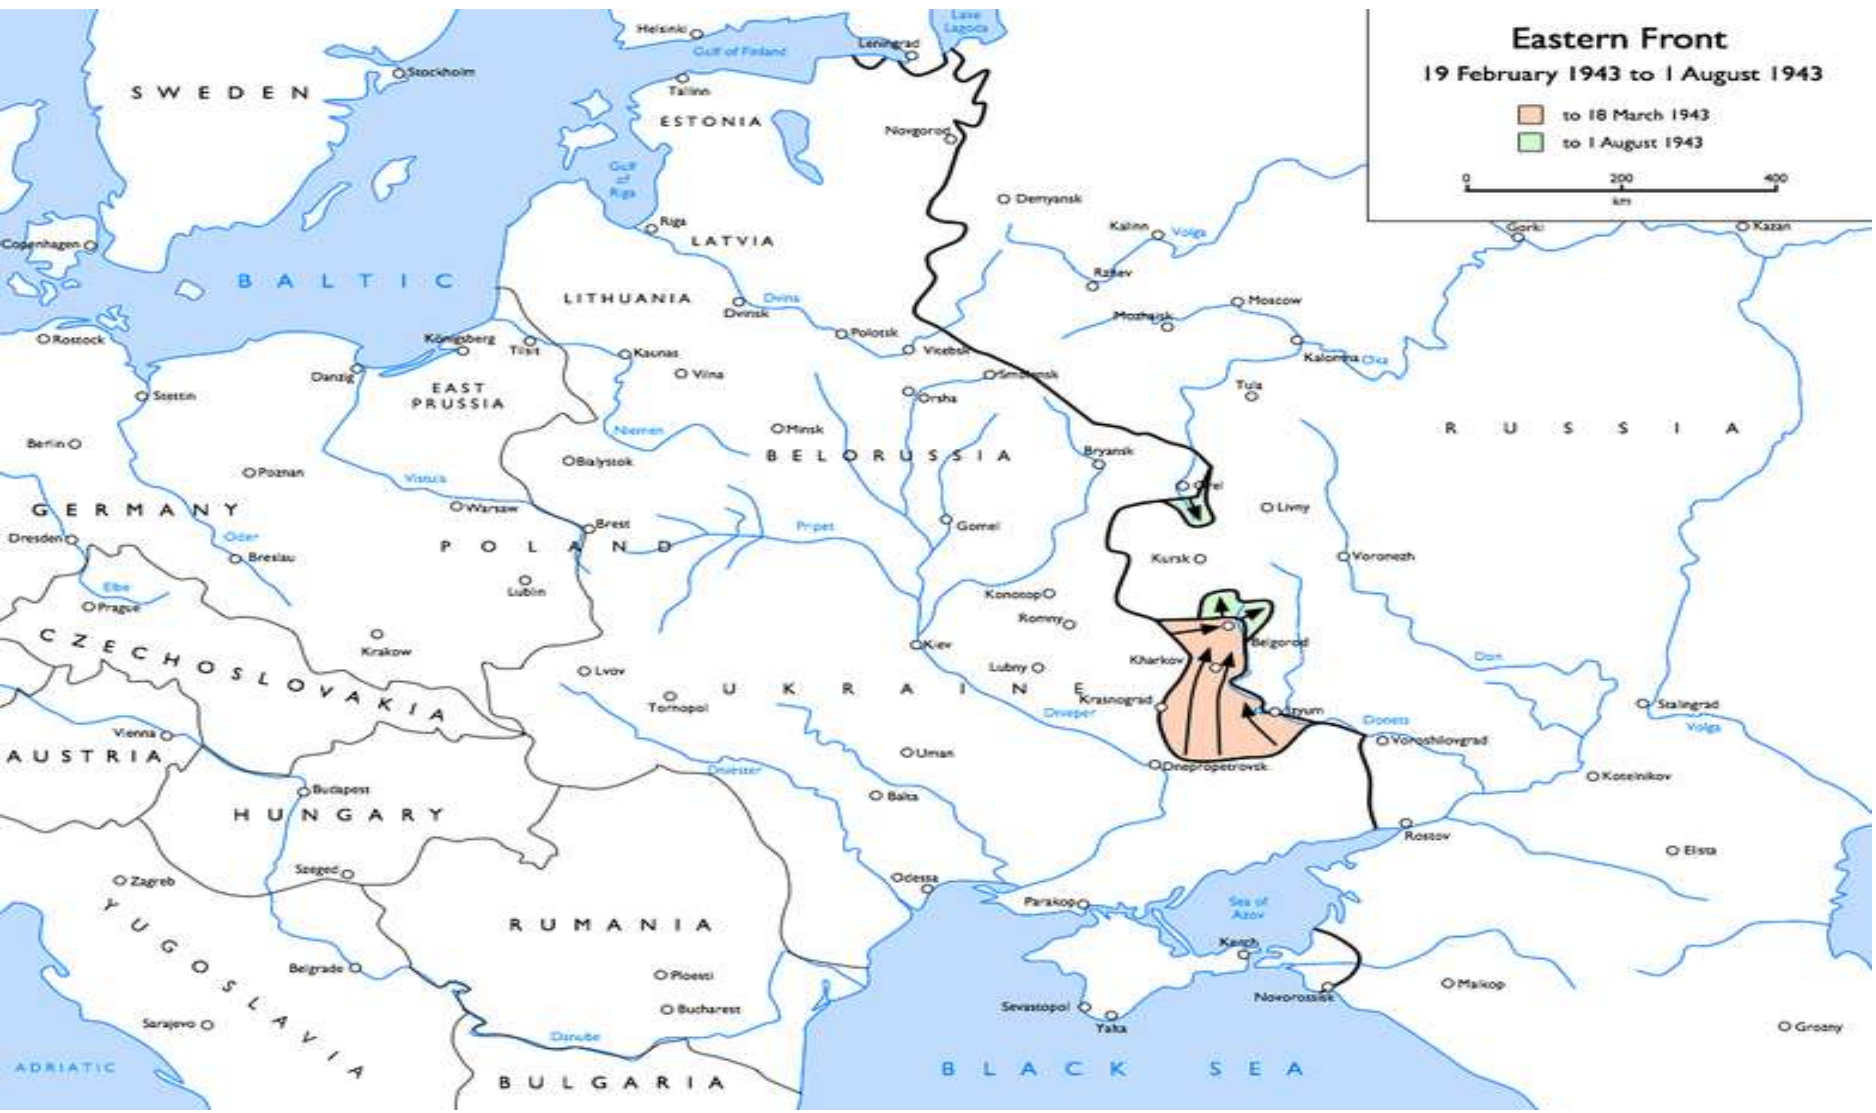 Eastern Front
19 February 1943 to 1 August 1943
to 18 March 1943
to 1 August 1943
0 200 400
km
Helsinki
Gulf of Finland
Leningrad
Lake
Lagoda
Stockholm
SWEDEN
Tallinn
ESTONIA
Novgorod
Gulf
of
Riga
Demyansk
Riga
Kalinn
Volga
Gorki
Kazan
Copenhagen
LATVIA
BALTIC
Rzhev
LITHUANIA
Dvina
Dvinsk
Moscow
Mozhaisk
Rostock
Königsberg
Tilsit
Kaunas
Polotsk
Vitebsk
Kalomna
Oka
Danzig
Vilna
Smolensk
Tula
EAST
PRUSSIA
Stettin
Orsha
Berlin
Niemen
Minsk
RUSSIA
BELORUSSIA
Bryansk
Bialystok
Poznan
Vistula
Orel
GERMANY
Warsaw
Livny
Dresden
Oder
Brest
Pripet
Gomel
POLAND
Breslau
Kursk
Voronezh
Elbe
Prague
Lublin
Konotop
Romny
CZECHOSLOVAKIA
Krakow
Kiev
Belgorod
Lvov
Lubny
Kharkov
Don
UKRAINE
Tornopol
Krasnograd
Dnieper
Izyum
Donets
Stalingrad
Volga
Vienna
AUSTRIA
Uman
Voroshilovgrad
Dniester
Dnepropetrovsk
Kotelnikov
Budapest
Balta
HUNGARY
Rostov
Elista
Szeged
Zagreb
Odessa
Parakop
Sea of
Azov
YUGOSLAVIA
RUMANIA
Kerch
Belgrade
Ploesti
Maikop
Novorossisk
Bucharest
Sevastopol
Yalta
Sarajevo
Grozny
Danube
ADRIATIC
BLACK SEA
BULGARIA